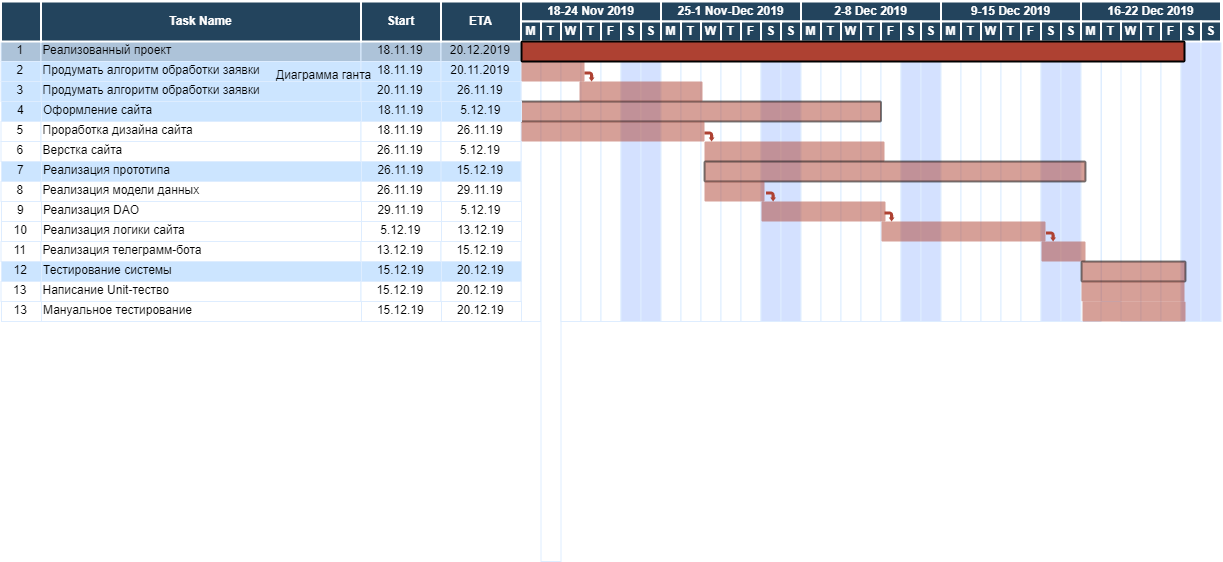 Task Name Start ETA 18-24 Nov 2019 25-1 Nov-Dec 2019 2-8 Dec 2019 9-15 Dec 2019 16-22 Dec 2019
M T W T F S S M T W T F S S M T W T F S S M T W T F S S M T W T F S S
1 Реализованный проект 18.11.19 20.12.2019
2 Продумать алгоритм обработки заявки 18.11.19 20.11.2019
Диаграмма ганта
3 Продумать алгоритм обработки заявки 20.11.19 26.11.19
4 Оформление сайта 18.11.19 5.12.19
5 Проработка дизайна сайта 18.11.19 26.11.19
6 Верстка сайта 26.11.19 5.12.19
7 Реализация прототипа 26.11.19 15.12.19
8 Реализация модели данных 26.11.19 29.11.19
9 Реализация DAO 29.11.19 5.12.19
10 Реализация логики сайта 5.12.19 13.12.19
11 Реализация телеграмм-бота 13.12.19 15.12.19
12 Тестирование системы 15.12.19 20.12.19
13 Написание Unit-тество 15.12.19 20.12.19
13 Мануальное тестирование 15.12.19 20.12.19